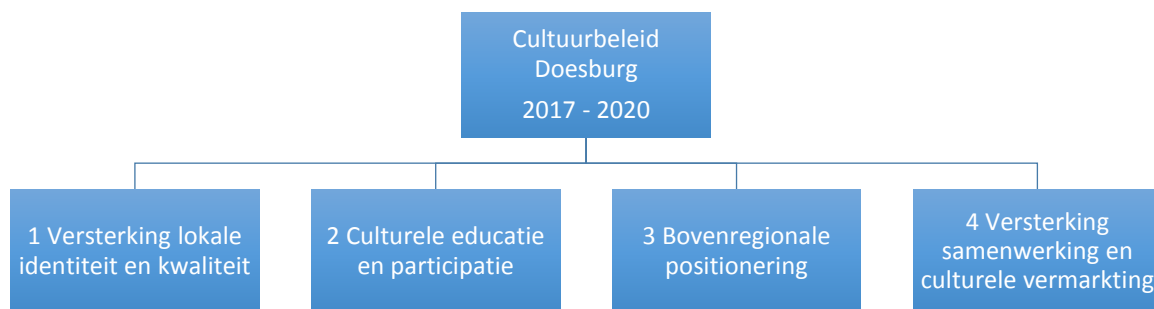 Cultuurbeleid
Doesburg
2017 - 2020
1 Versterking lokale
identiteit en kwaliteit
2 Culturele educatie
en participatie
3 Bovenregionale
positionering
4 Versterking
samenwerking en
culturele vermarkting